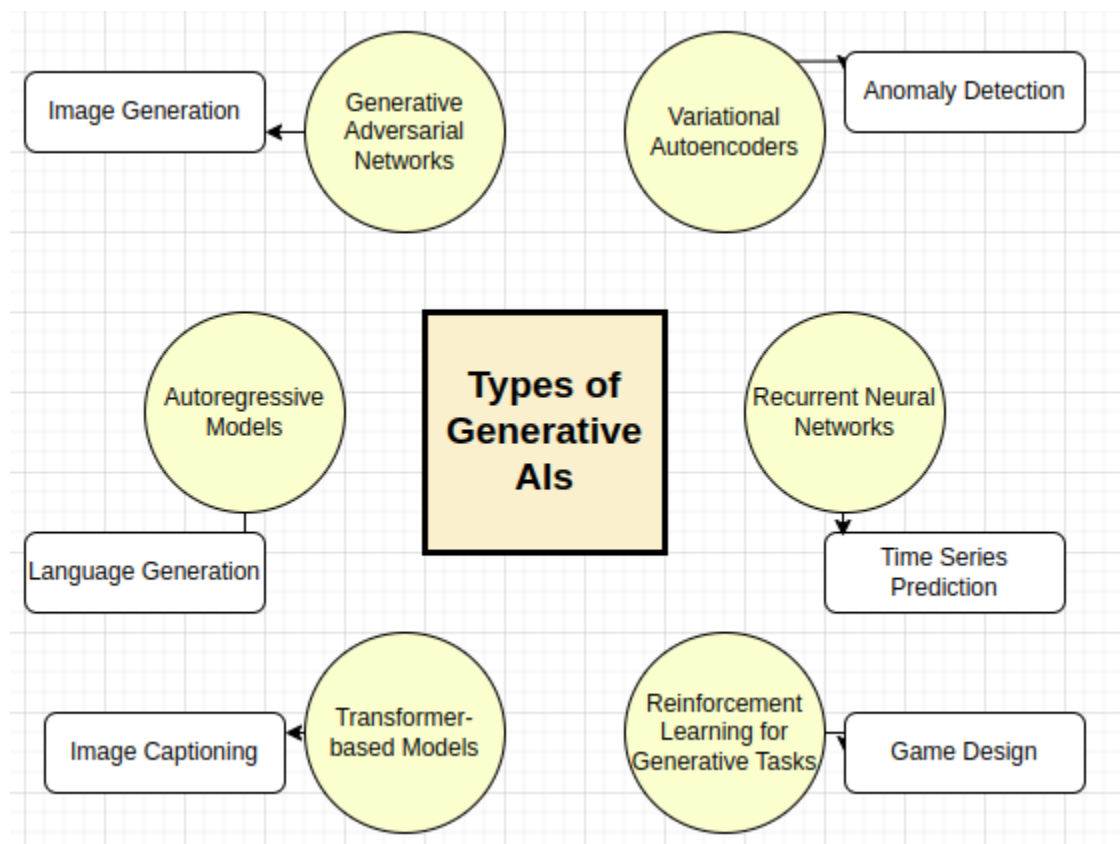 Image Generation
Generative
Adversarial
Networks
Variational
Autoencoders
Anomaly Detection
Autoregressive
Models
Types of
Generative
AIs
Recurrent Neural
Networks
Language Generation
Time Series
Prediction
Image Captioning
Transformer-
based Models
Reinforcement
Learning for
Generative Tasks
Game Design